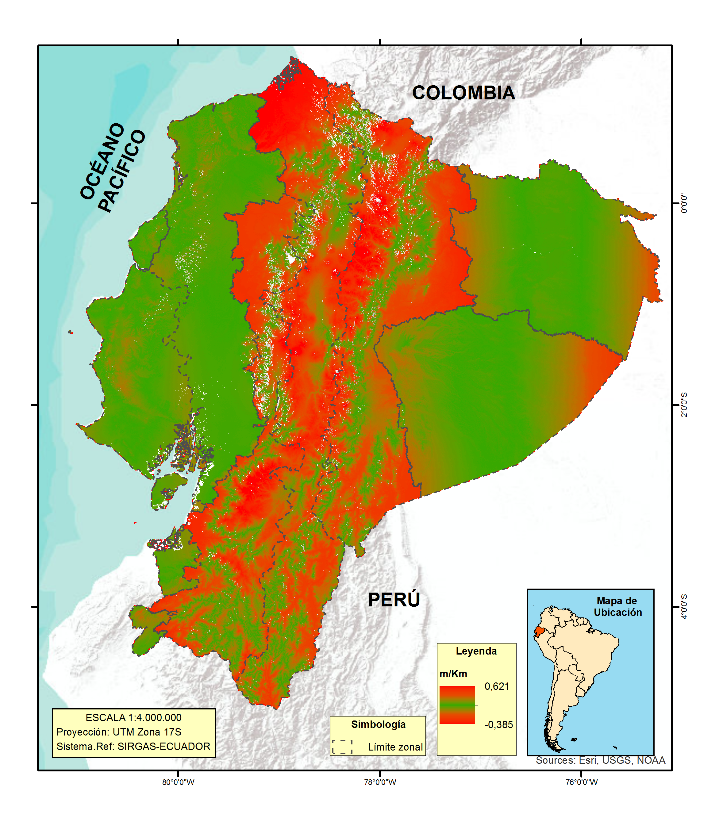 COLOMBIA
OCÉANO
PACÍFICO
0°0'0"
2°0'0"S
PERÚ
4°0'0"S
Mapa de
Ubicación
Leyenda
m/Km
0,621
-0,385
ESCALA 1:4.000.000
Proyección: UTM Zona 17S
Sistema.Ref: SIRGAS-ECUADOR
Simbología
Límite zonal
Sources: Esri, USGS, NOAA
80°0'0"W
78°0'0"W
76°0'0"W